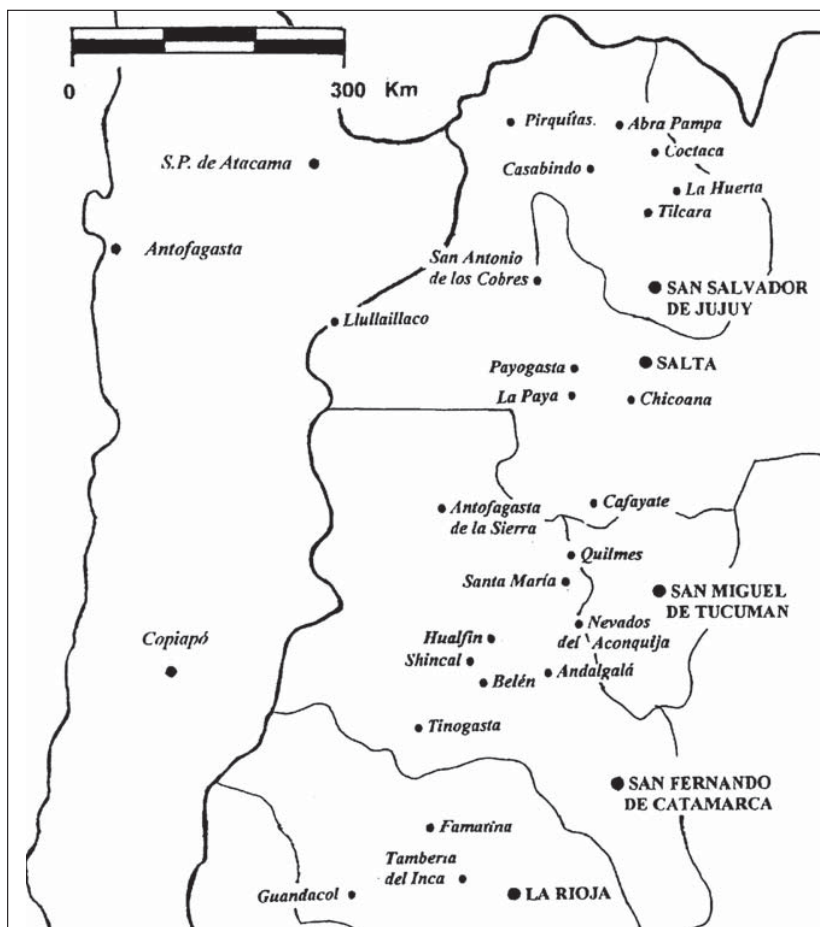 0 300 Km
Pirquitas.
Abra Pampa
S.P. de Atacama
Coctaca
Casabindo
La Huerta
Tilcara
Antofagasta
San Antonio
de los Cobres
SAN SALVADOR
DE JUJUY
Llullaillaco
Payogasta
SALTA
La Paya
Chicoana
Antofagasta
de la Sierra
Cafayate
Quilmes
Santa María
SAN MIGUEL
DE TUCUMAN
Copiapó
Hualfin
Nevados
del Aconquija
Shincal
Belén
Andalgalá
Tinogasta
SAN FERNANDO
DE CATAMARCA
Famatina
Tamberia
del Inca
Guandacol
LA RIOJA